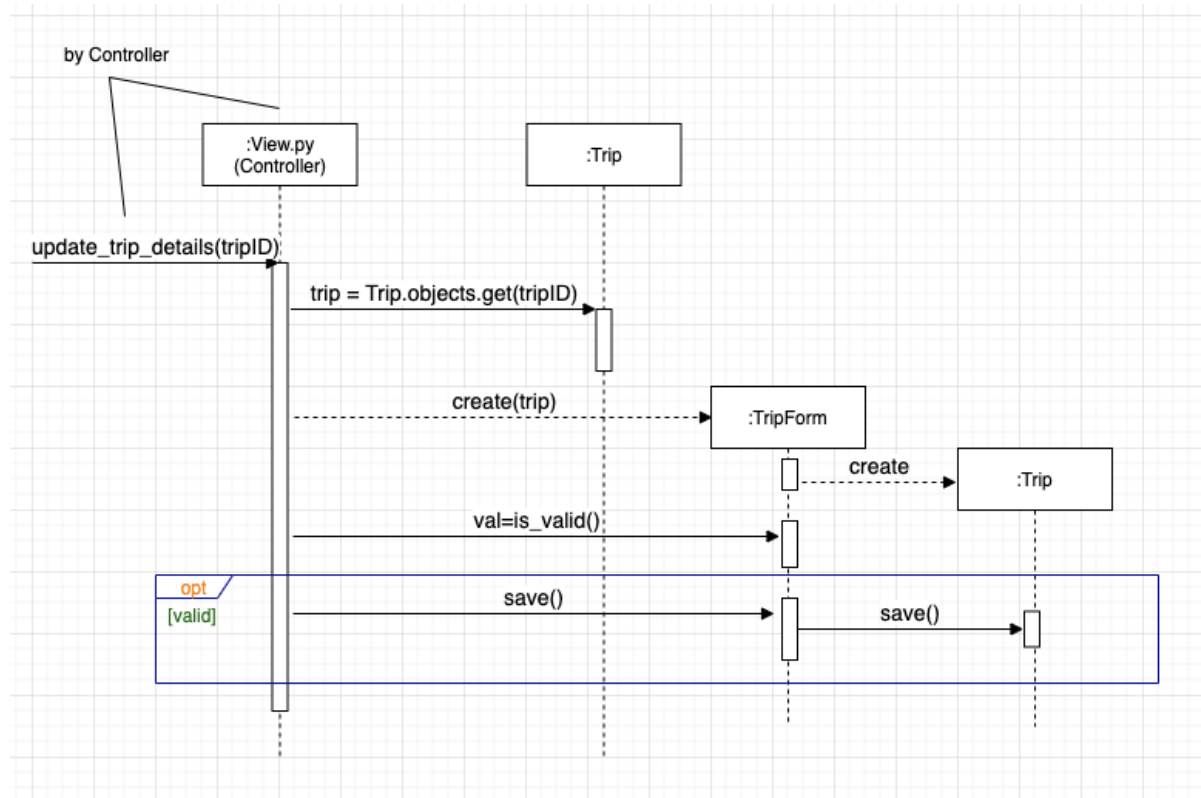 by Controller
:View.py
(Controller)
:Trip
update_trip_details(tripID)
trip = Trip.objects.get(tripID)
create(trip)
:TripForm
create
:Trip
val=is_valid()
opt
[valid]
save()
save()